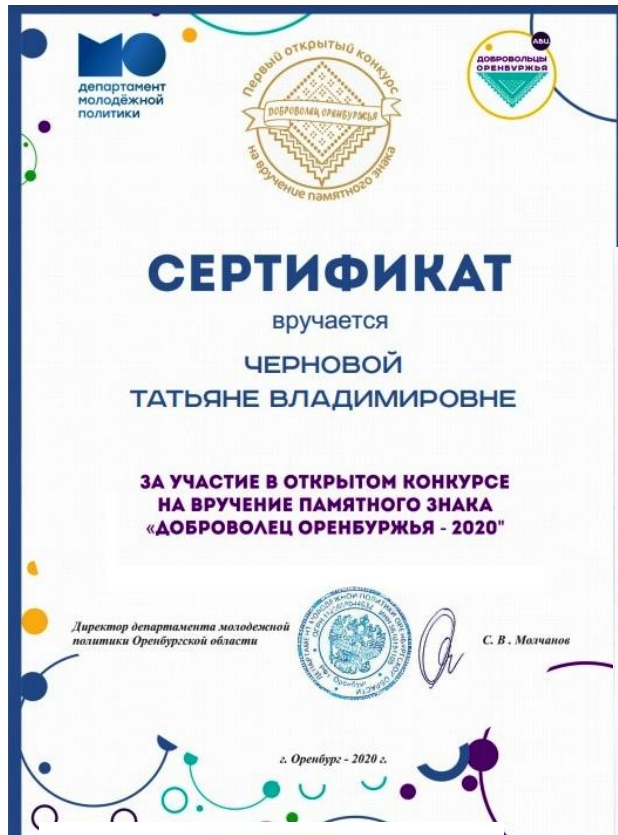 МО
департамент
молодёжной
политики
Первый открытый конкурс
ДОБРОВОЛЕЦ ОРЕНБУРЖЬЯ
на вручение памятного знака
АВЦ
ДОБРОВОЛЬЦЫ
ОРЕНБУРЖЬЯ
СЕРТИФИКАТ
вручается
ЧЕРНОВОЙ
ТАТЬЯНЕ ВЛАДИМИРОВНЕ
ЗА УЧАСТИЕ В ОТКРЫТОМ КОНКУРСЕ
НА ВРУЧЕНИЕ ПАМЯТНОГО ЗНАКА
«ДОБРОВОЛЕЦ ОРЕНБУРЖЬЯ - 2020"
Директор департамента молодежной
политики Оренбургской области
С. В . Молчанов
г. Оренбург - 2020 г.